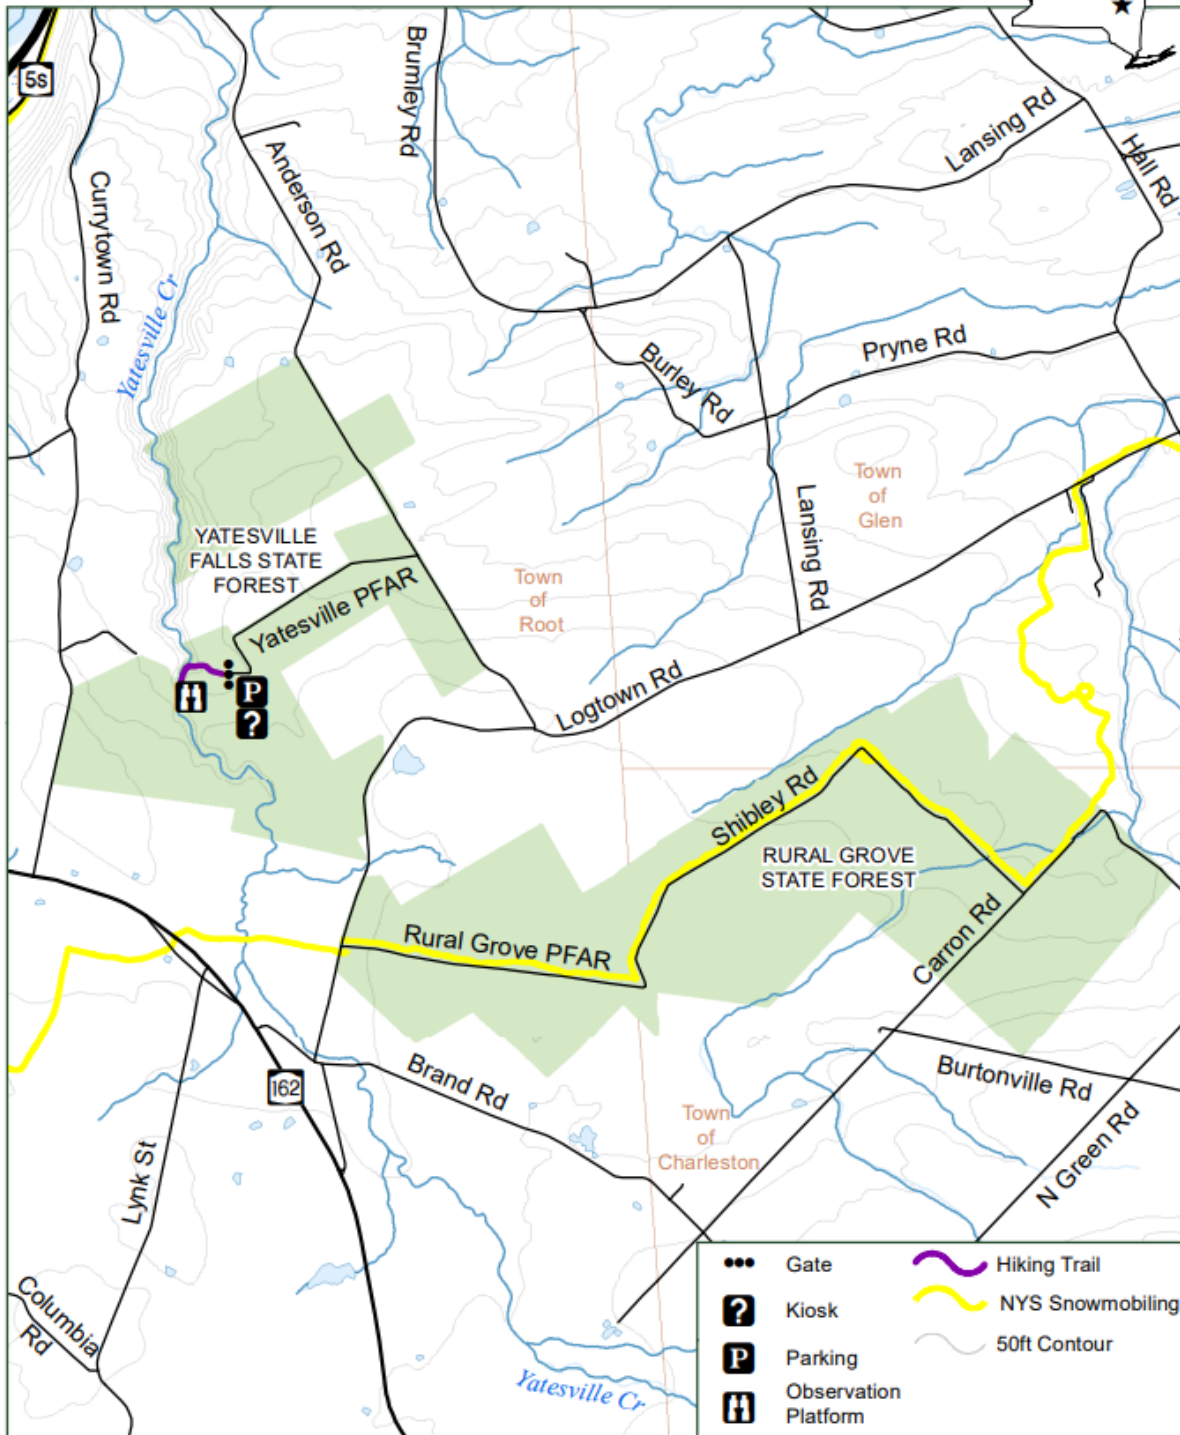 5S
Brumley Rd
Lansing Rd
Hall Rd
Anderson Rd
Currytown Rd
Yatesville Cr
Pryne Rd
Burley Rd
Town
of
Glen
Lansing Rd
YATESVILLE
FALLS STATE
FOREST
Town
of
Root
Yatesville PFAR
P
?
Logtown Rd
Shibley Rd
RURAL GROVE
STATE FOREST
Rural Grove PFAR
Carron Rd
162
Brand Rd
Burtonville Rd
Town
of
Charleston
N Green Rd
Lynk St
Columbia
Rd
Yatesville Cr
Gate
? Kiosk
P Parking
Observation
Platform
Hiking Trail
NYS Snowmobiling
50ft Contour